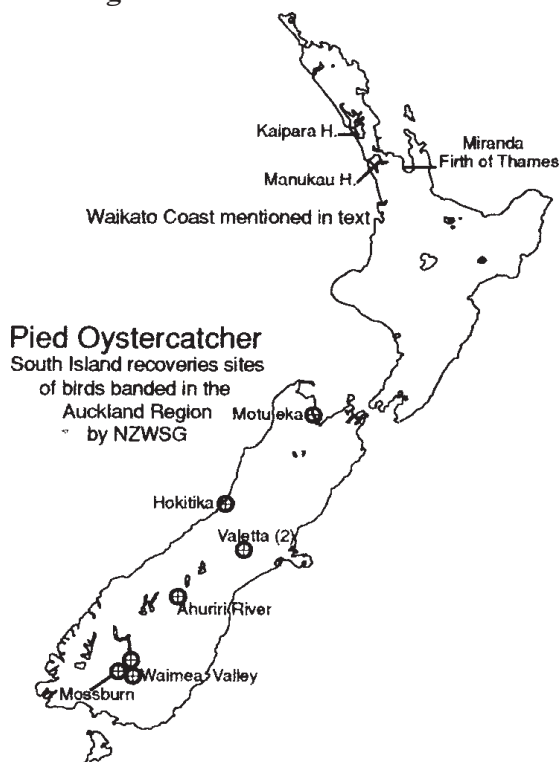 Kaipara H.
Miranda
Firth of Thames
Manukau H.
Waikato Coast mentioned in text
Pied Oystercatcher
South Island recoveries sites
of birds banded in the
Auckland Region
by NZWSG
Motueka
Hokitika
Valetta (2)
Ahuriri River
Waimea Valley
Mossburn